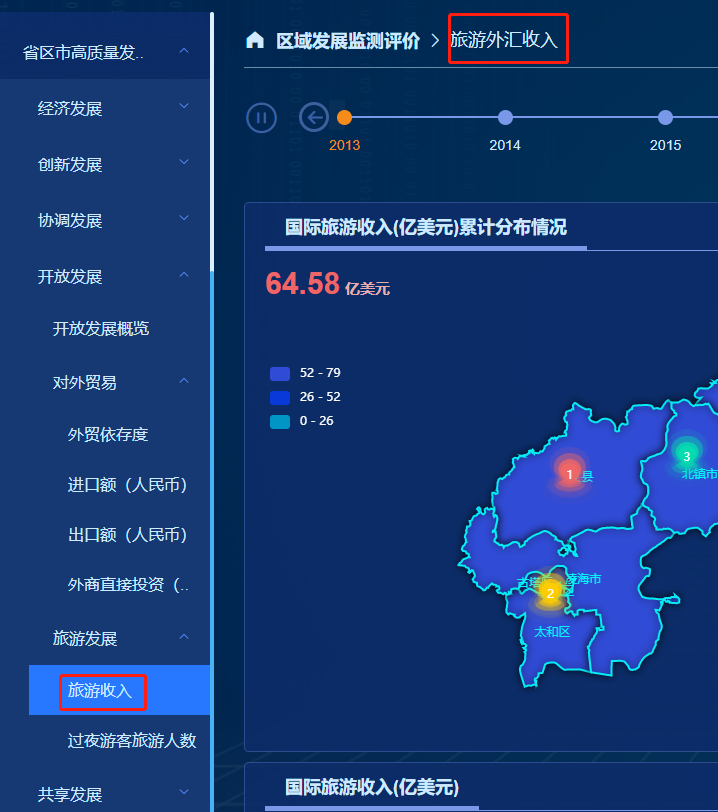 省区市高质量发..
经济发展
创新发展
协调发展
开放发展
开放发展概览
对外贸易
外贸依存度
进口额（人民币）
出口额（人民币）
外商直接投资（..
旅游发展
旅游收入
过夜游客旅游人数
共享发展
区域发展监测评价 > 旅游外汇收入
2013 2014 2015
国际旅游收入(亿美元)累计分布情况
64.58 亿美元
52 - 79
26 - 52
0 - 26
1 县
3
北镇市
古塔 凌海市
2 区
太和区
国际旅游收入(亿美元)